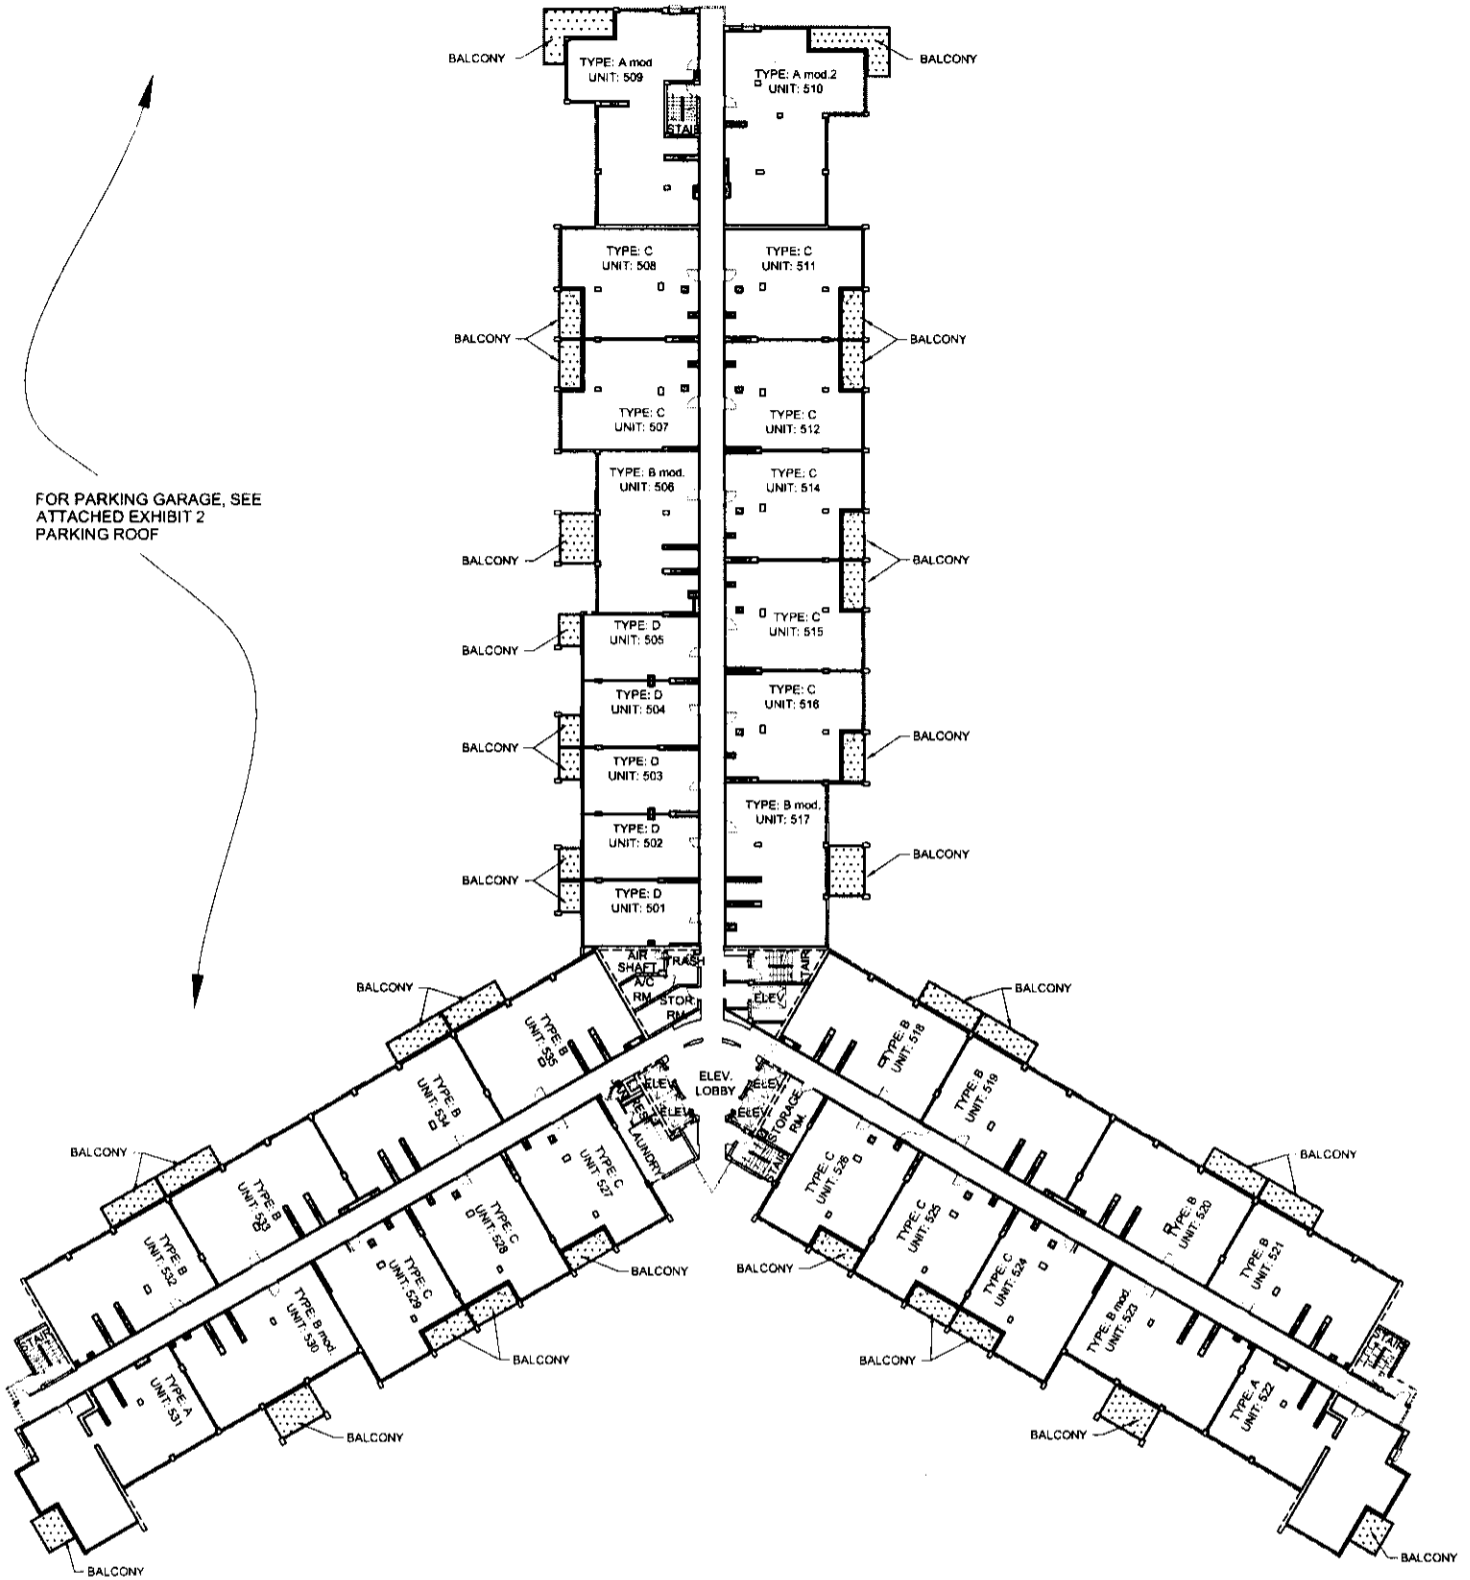 BALCONY
TYPE: A mod
UNIT: 509
TYPE: A mod.2
UNIT: 510
BALCONY
STAIR
TYPE: C
UNIT: 508
TYPE: C
UNIT: 511
BALCONY
BALCONY
TYPE: C
UNIT: 507
TYPE: C
UNIT: 512
FOR PARKING GARAGE, SEE
ATTACHED EXHIBIT 2
PARKING ROOF
TYPE: B mod.
UNIT: 506
TYPE: C
UNIT: 514
BALCONY
BALCONY
TYPE: D
UNIT: 505
TYPE: C
UNIT: 515
BALCONY
TYPE: D
UNIT: 504
TYPE: C
UNIT: 516
BALCONY
BALCONY
TYPE: D
UNIT: 503
TYPE: B mod.
UNIT: 517
TYPE: D
UNIT: 502
BALCONY
BALCONY
TYPE: D
UNIT: 501
AIR
SHAFT
TRASH
A/C
RM.
STOR.
RM.
STAIR
ELEV.
BALCONY
BALCONY
TYPE: B
UNIT: 535
TYPE: B
UNIT: 518
ELEV.
LOBBY
ELEV.
ELEV.
ELEV.
ELEV.
STORAGE
RM.
LAUNDRY
STAIR
TYPE: B
UNIT: 534
TYPE: B
UNIT: 519
BALCONY
BALCONY
TYPE: C
UNIT: 527
TYPE: C
UNIT: 526
TYPE: B
UNIT: 533
TYPE: C
UNIT: 528
TYPE: C
UNIT: 525
TYPE: B
UNIT: 520
BALCONY
BALCONY
TYPE: B
UNIT: 532
TYPE: C
UNIT: 529
TYPE: C
UNIT: 524
TYPE: B
UNIT: 521
TYPE: B mod.
UNIT: 530
TYPE: B mod.
UNIT: 523
STAIR
BALCONY
BALCONY
TYPE: A
UNIT: 531
TYPE: A
UNIT: 522
BALCONY
BALCONY
BALCONY
BALCONY